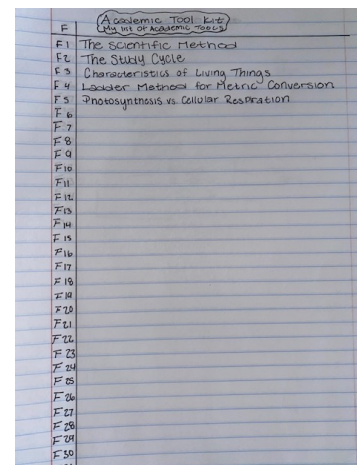 Academic Tool Kit
F My list of Academic Tools
F1 The Scientific Method
F2 The Study Cycle
F3 Characteristics of Living Things
F4 Ladder Method for Metric Conversion
F5 Photosynthesis vs. Cellular Respiration
F6
F7
F8
F9
F10
F11
F12
F13
F14
F15
F16
F17
F18
F19
F20
F21
F22
F23
F24
F25
F26
F27
F28
F29
F30